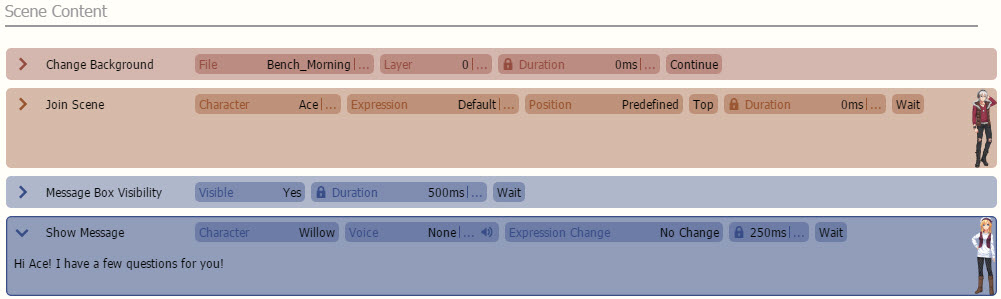 Scene Content
Change Background File Bench_Morning|... Layer 0|... Duration 0ms|... Continue
Join Scene Character Ace|... Expression Default|... Position Predefined Top Duration 0ms|... Wait
Message Box Visibility Visible Yes Duration 500ms|... Wait
Show Message Character Willow Voice None|... Expression Change No Change 250ms|... Wait
Hi Ace! I have a few questions for you!